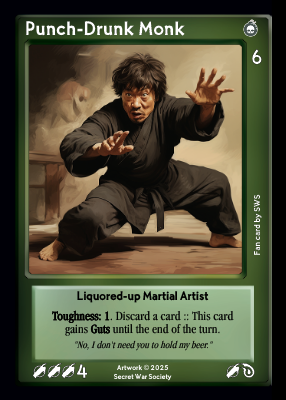 Punch-Drunk Monk
6
Fan card by SWS
Liquored-up Martial Artist
Toughness: 1. Discard a card :: This card
gains Guts until the end of the turn.
"No, I don't need you to hold my beer."
4
Artwork © 2025
Secret War Society